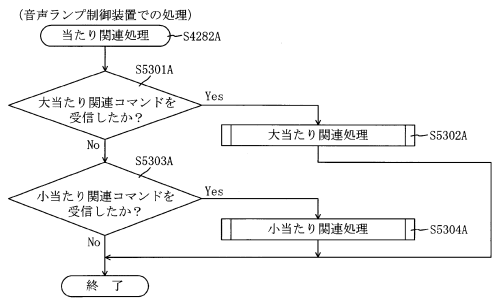 (音声ランプ制御装置での処理)
当たり関連処理
S4282A
S5301A
大当たり関連コマンドを
受信したか?
Yes
大当たり関連処理
S5302A
No
S5303A
小当たり関連コマンドを
受信したか?
Yes
小当たり関連処理
S5304A
No
終 了